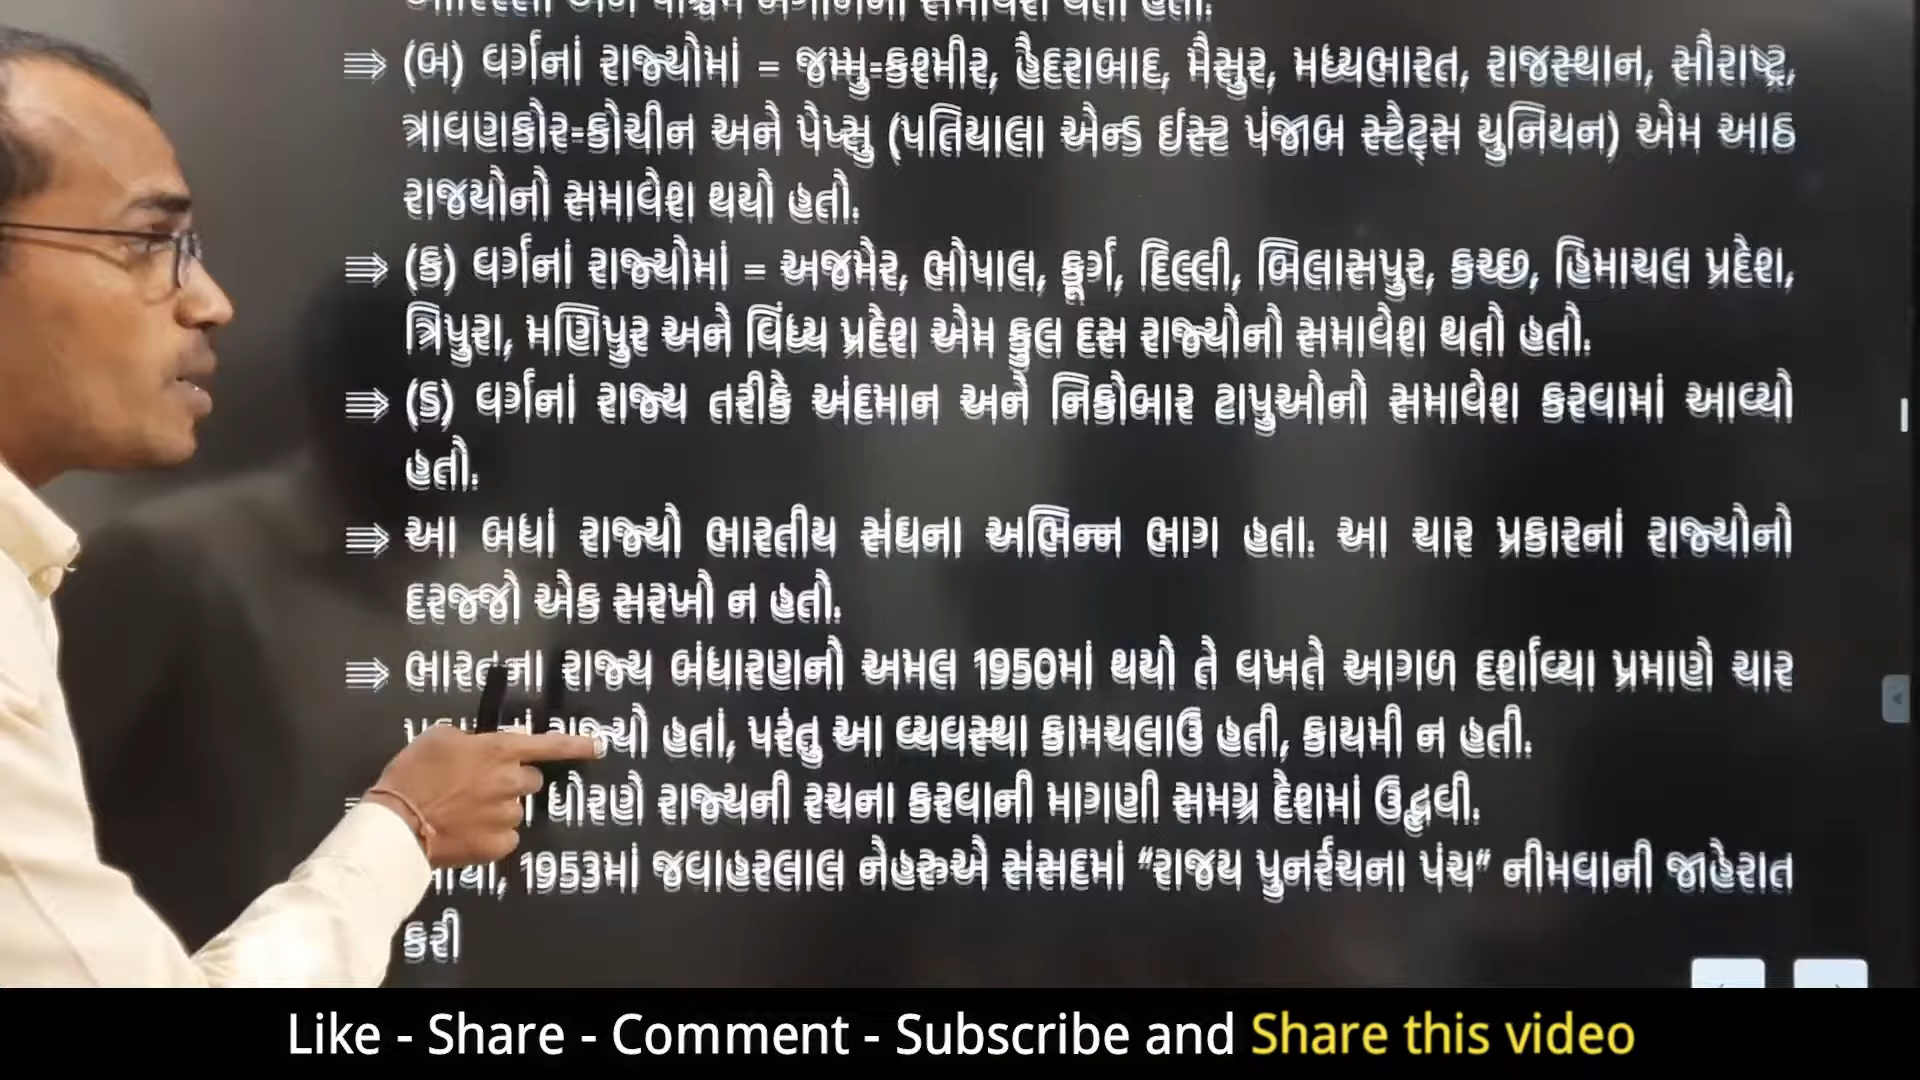 ⇛ (બ) વર્ગનાં રાજ્યોમાં = જમ્મુ-કશ્મીર, હૈદરાબાદ, મૈસુર, મધ્યભારત, રાજસ્થાન, સૌરાષ્ટ્ર,
ત્રાવણકોર-કોચીન અને પેપ્સુ (પતિયાલા એન્ડ ઈસ્ટ પંજાબ સ્ટેટ્સ યુનિયન) એમ આઠ
રાજયોનો સમાવેશ થયો હતો.
⇛ (ક) વર્ગનાં રાજ્યોમાં = અજમેર, ભોપાલ, કૂર્ગ, દિલ્લી, બિલાસપુર, કચ્છ, હિમાચલ પ્રદેશ,
ત્રિપુરા, મણિપુર અને વિંધ્ય પ્રદેશ એમ કુલ દસ રાજ્યોનો સમાવેશ થતો હતો.
⇛ (ડ) વર્ગનાં રાજ્ય તરીકે અંદમાન અને નિકોબાર ટાપુઓનો સમાવેશ કરવામાં આવ્યો
હતો.
⇛ આ બધાં રાજ્યો ભારતીય સંઘના અભિન્ન ભાગ હતા. આ ચાર પ્રકારનાં રાજ્યોનો
દરજ્જો એક સરખો ન હતો.
⇛ ભારતના રાજ્ય બંધારણનો અમલ 1950માં થયો તે વખતે આગળ દર્શાવ્યા પ્રમાણે ચાર
રાજ્યો હતાં, પરંતુ આ વ્યવસ્થા કામચલાઉ હતી, કાયમી ન હતી.
ધોરણે રાજ્યની રચના કરવાની માગણી સમગ્ર દેશમાં ઉદ્ભવી.
1953માં જવાહરલાલ નેહરુએ સંસદમાં “રાજય પુનર્રચના પંચ” નીમવાની જાહેરાત
કરી
Like - Share - Comment - Subscribe and Share this video